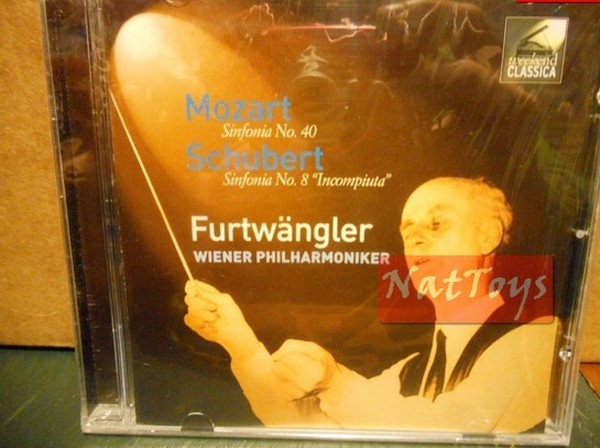 weekend
CLASSICA
Mozart
Sinfonia No. 40
Schubert
Sinfonia No. 8 "Incompiuta"
Furtwängler
WIENER PHILHARMONIKER
NatToys